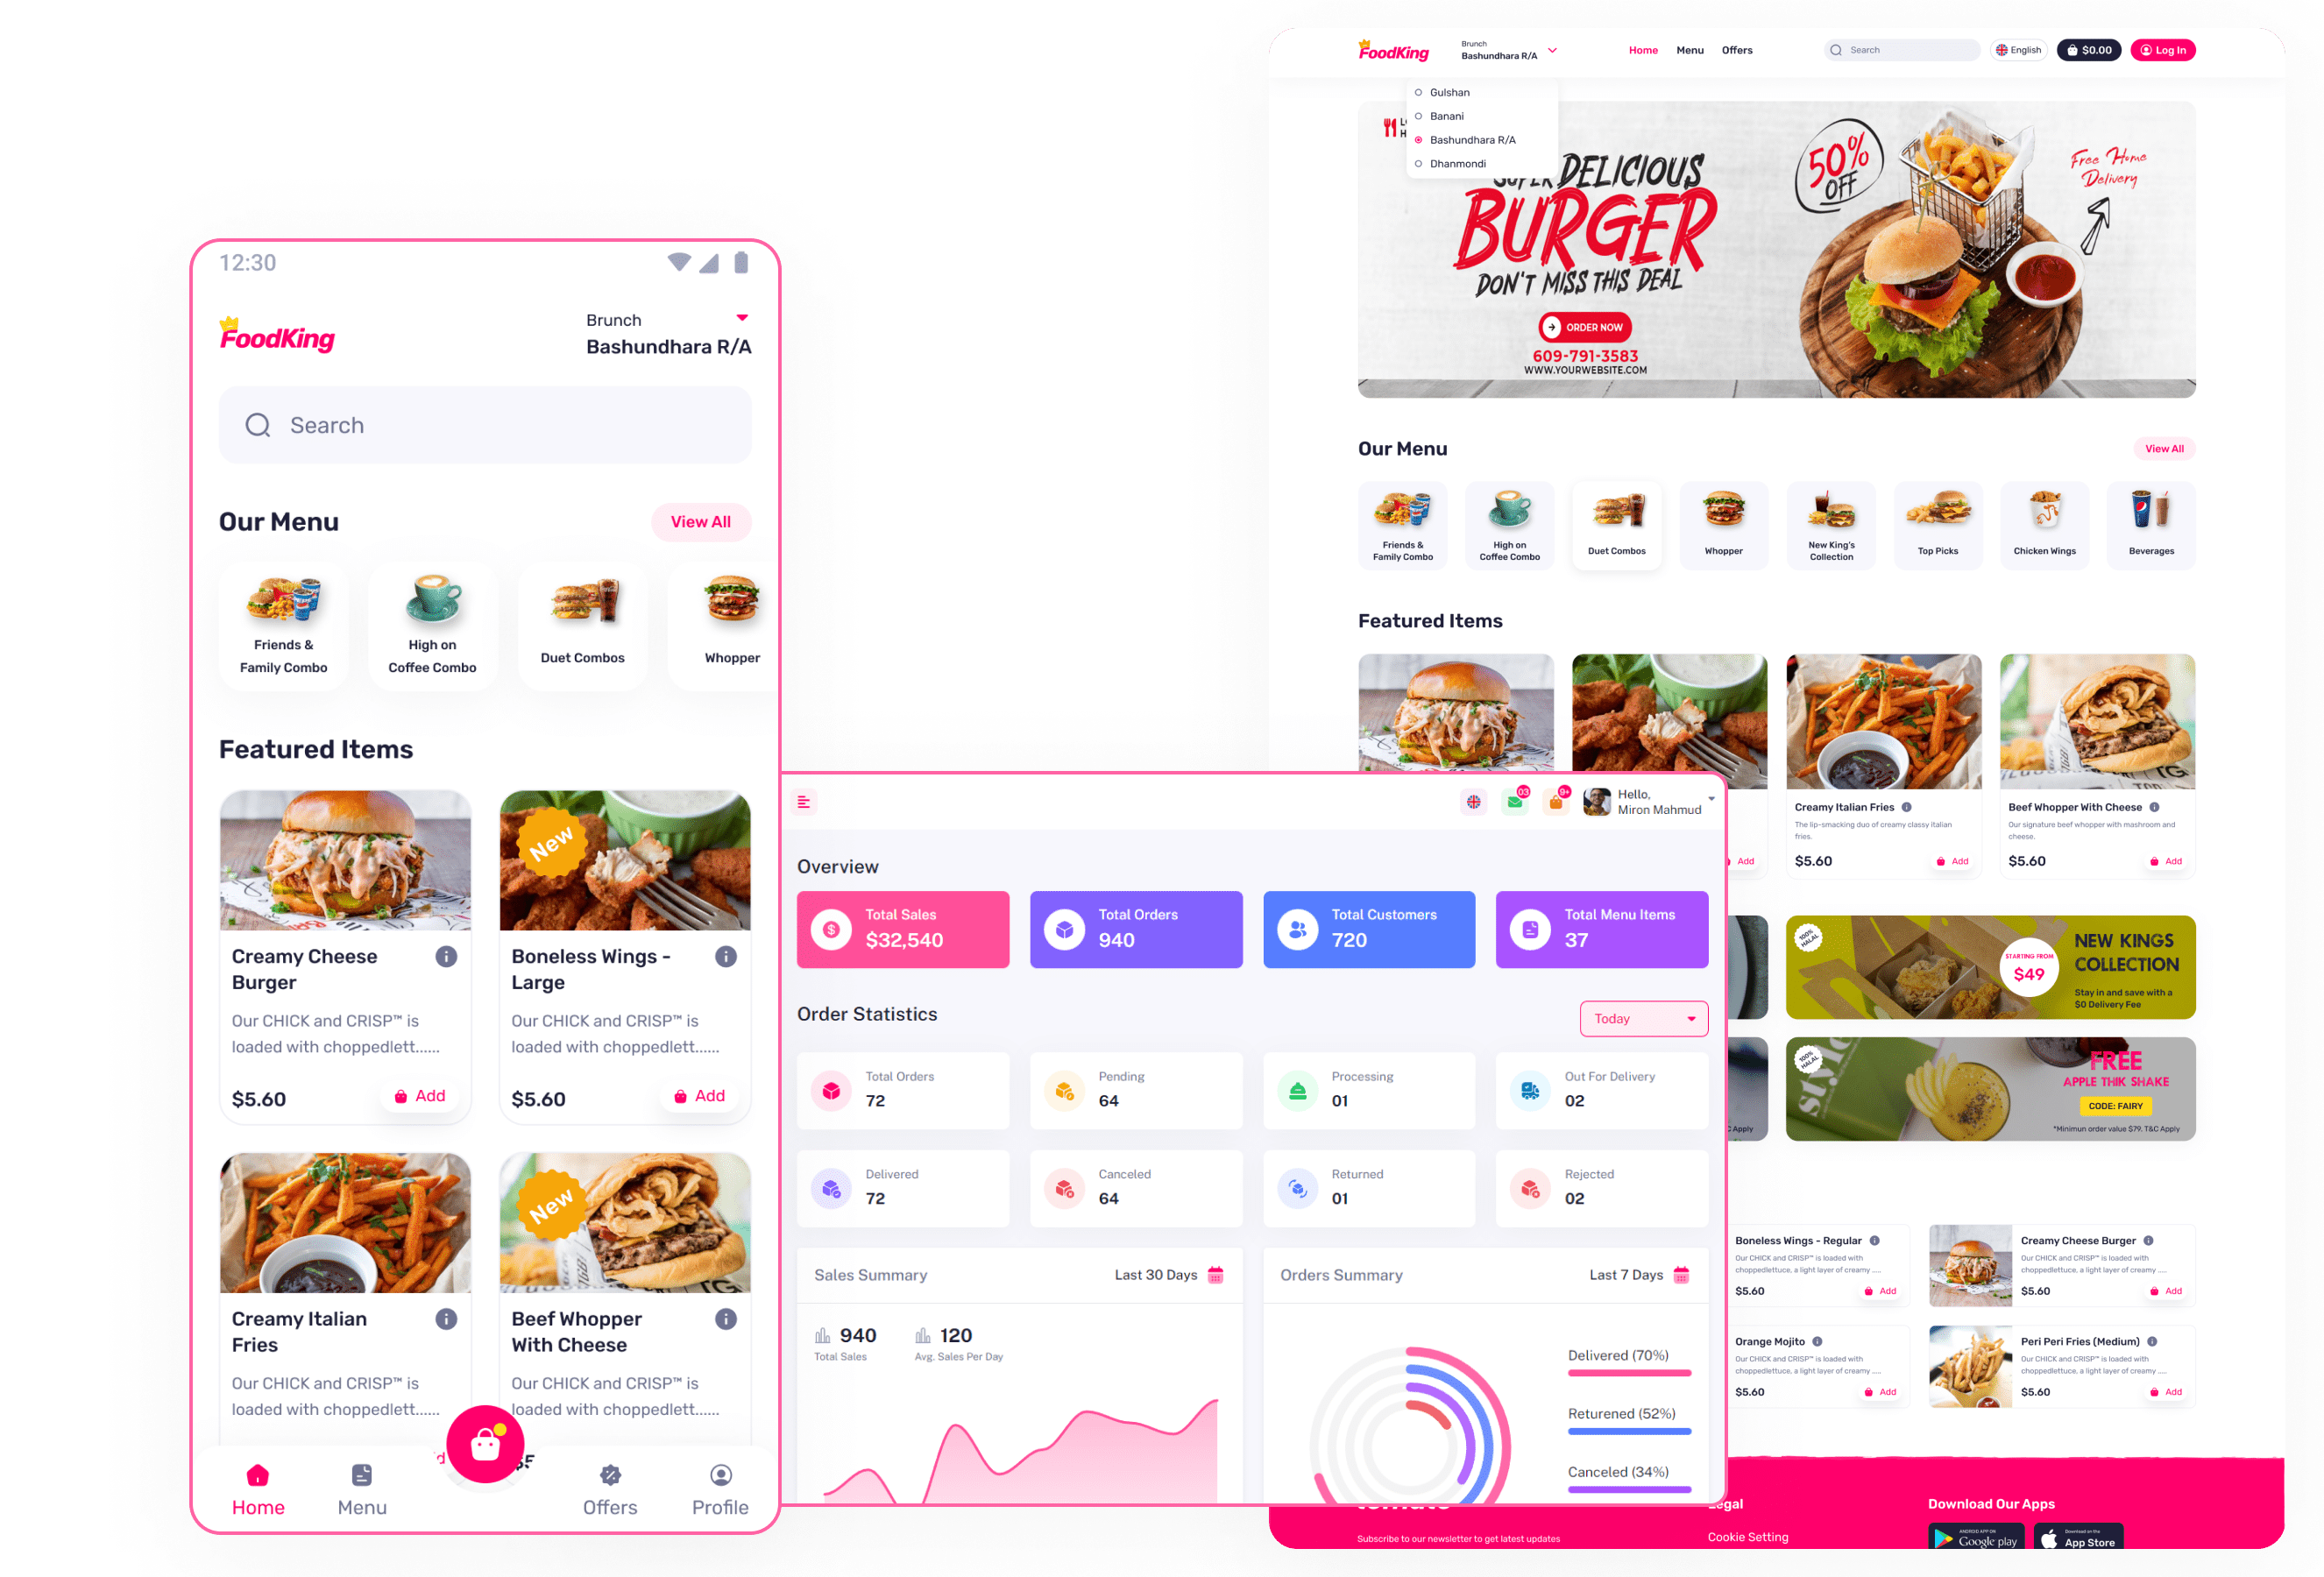 12:30
FoodKing
Brunch
Bashundhara R/A
Search
Our Menu
View All
Friends &
Family Combo
High on
Coffee Combo
Duet Combos
Whopper
Featured Items
New
Creamy Cheese
Burger
Our CHICK and CRISP™ is
loaded with choppedlett......
$5.60
Add
Boneless Wings -
Large
Our CHICK and CRISP™ is
loaded with choppedlett......
$5.60
Add
New
Creamy Italian
Fries
Our CHICK and CRISP™ is
loaded with choppedlett......
Beef Whopper
With Cheese
Our CHICK and CRISP™ is
loaded with choppedlett......
Home
Menu
Offers
Profile
03
9+
Hello,
Miron Mahmud
Overview
Total Sales
$32,540
Total Orders
940
Total Customers
720
Total Menu Items
37
Order Statistics
Today
Total Orders
72
Pending
64
Processing
01
Out For Delivery
02
Delivered
72
Canceled
64
Returned
01
Rejected
02
Sales Summary
Last 30 Days
940
Total Sales
120
Avg. Sales Per Day
Orders Summary
Last 7 Days
Delivered (70%)
Returened (52%)
Canceled (34%)
FoodKing
Brunch
Bashundhara R/A
Home
Menu
Offers
Search
English
$0.00
Log In
Gulshan
Banani
Bashundhara R/A
Dhanmondi
DELICIOUS
BURGER
DON'T MISS THIS DEAL
ORDER NOW
609-791-3583
WWW.YOURWEBSITE.COM
50%
OFF
Free Home
Delivery
Our Menu
View All
Friends &
Family Combo
High on
Coffee Combo
Duet Combos
Whopper
New King's
Collection
Top Picks
Chicken Wings
Beverages
Featured Items
Add
Creamy Italian Fries
The lip-smacking duo of creamy classy italian
fries.
$5.60
Add
Beef Whopper With Cheese
Our signature beef whopper with mashroom and
cheese.
$5.60
Add
100%
HALAL
STARTING FROM
$49
NEW KINGS
COLLECTION
Stay in and save with a
$0 Delivery Fee
Apply
100%
HALAL
FREE
APPLE THIK SHAKE
CODE: FAIRY
*Minimun order value $79. T&C Apply
Boneless Wings - Regular
Our CHICK and CRISP™ is loaded with
choppedlettuce, a light layer of creamy .....
$5.60
Add
Creamy Cheese Burger
Our CHICK and CRISP™ is loaded with
choppedlettuce, a light layer of creamy .....
$5.60
Add
Orange Mojito
Our CHICK and CRISP™ is loaded with
choppedlettuce, a light layer of creamy .....
$5.60
Add
Peri Peri Fries (Medium)
Our CHICK and CRISP™ is loaded with
choppedlettuce, a light layer of creamy .....
$5.60
Add
Subscribe to our newsletter to get latest updates
Legal
Cookie Setting
Download Our Apps
ANDROID APP ON
Google play
Download on the
App Store